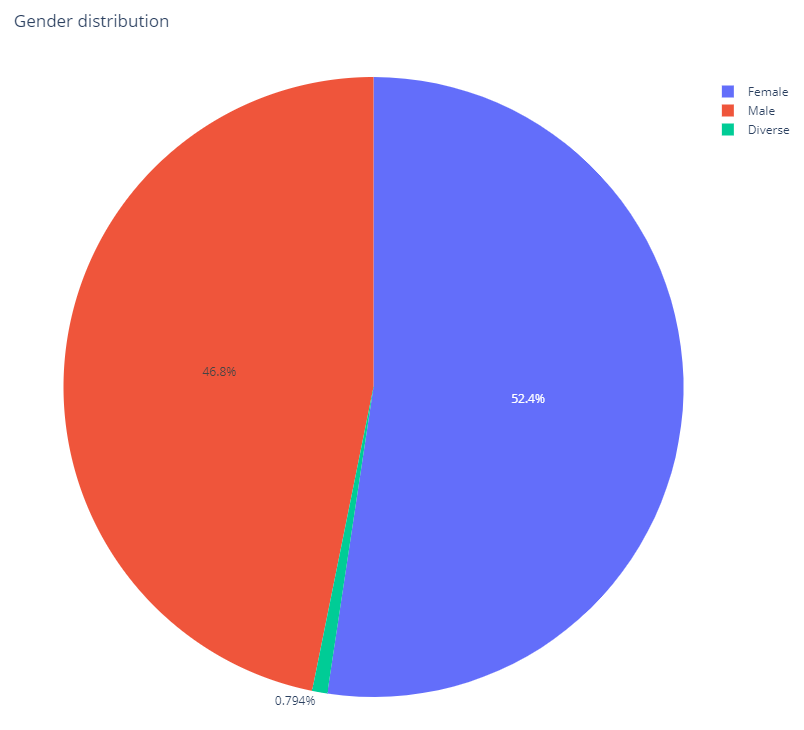 Gender distribution
Female
Male
Diverse
46.8%
52.4%
0.794%